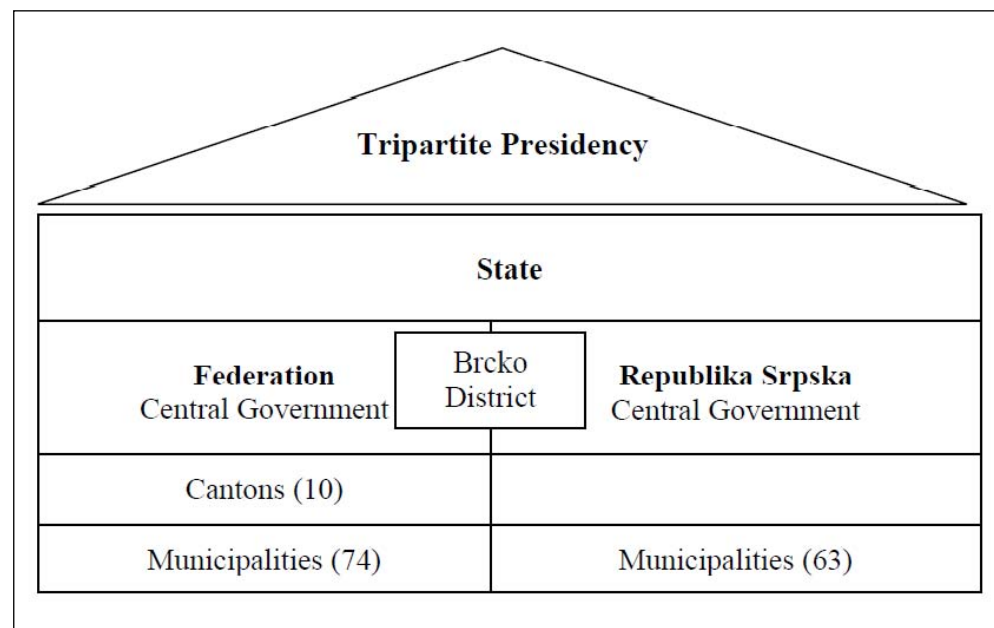 Tripartite Presidency
State
Federation
Central Government
Brcko
District
Republika Srpska
Central Government
Cantons (10)
Municipalities (74)
Municipalities (63)